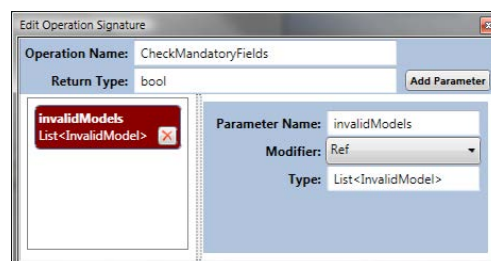 Edit Operation Signature
Operation Name: CheckMandatoryFields
Return Type: bool Add Parameter
invalidModels
List<InvalidModel>
Parameter Name: invalidModels
Modifier: Ref
Type: List<InvalidModel>